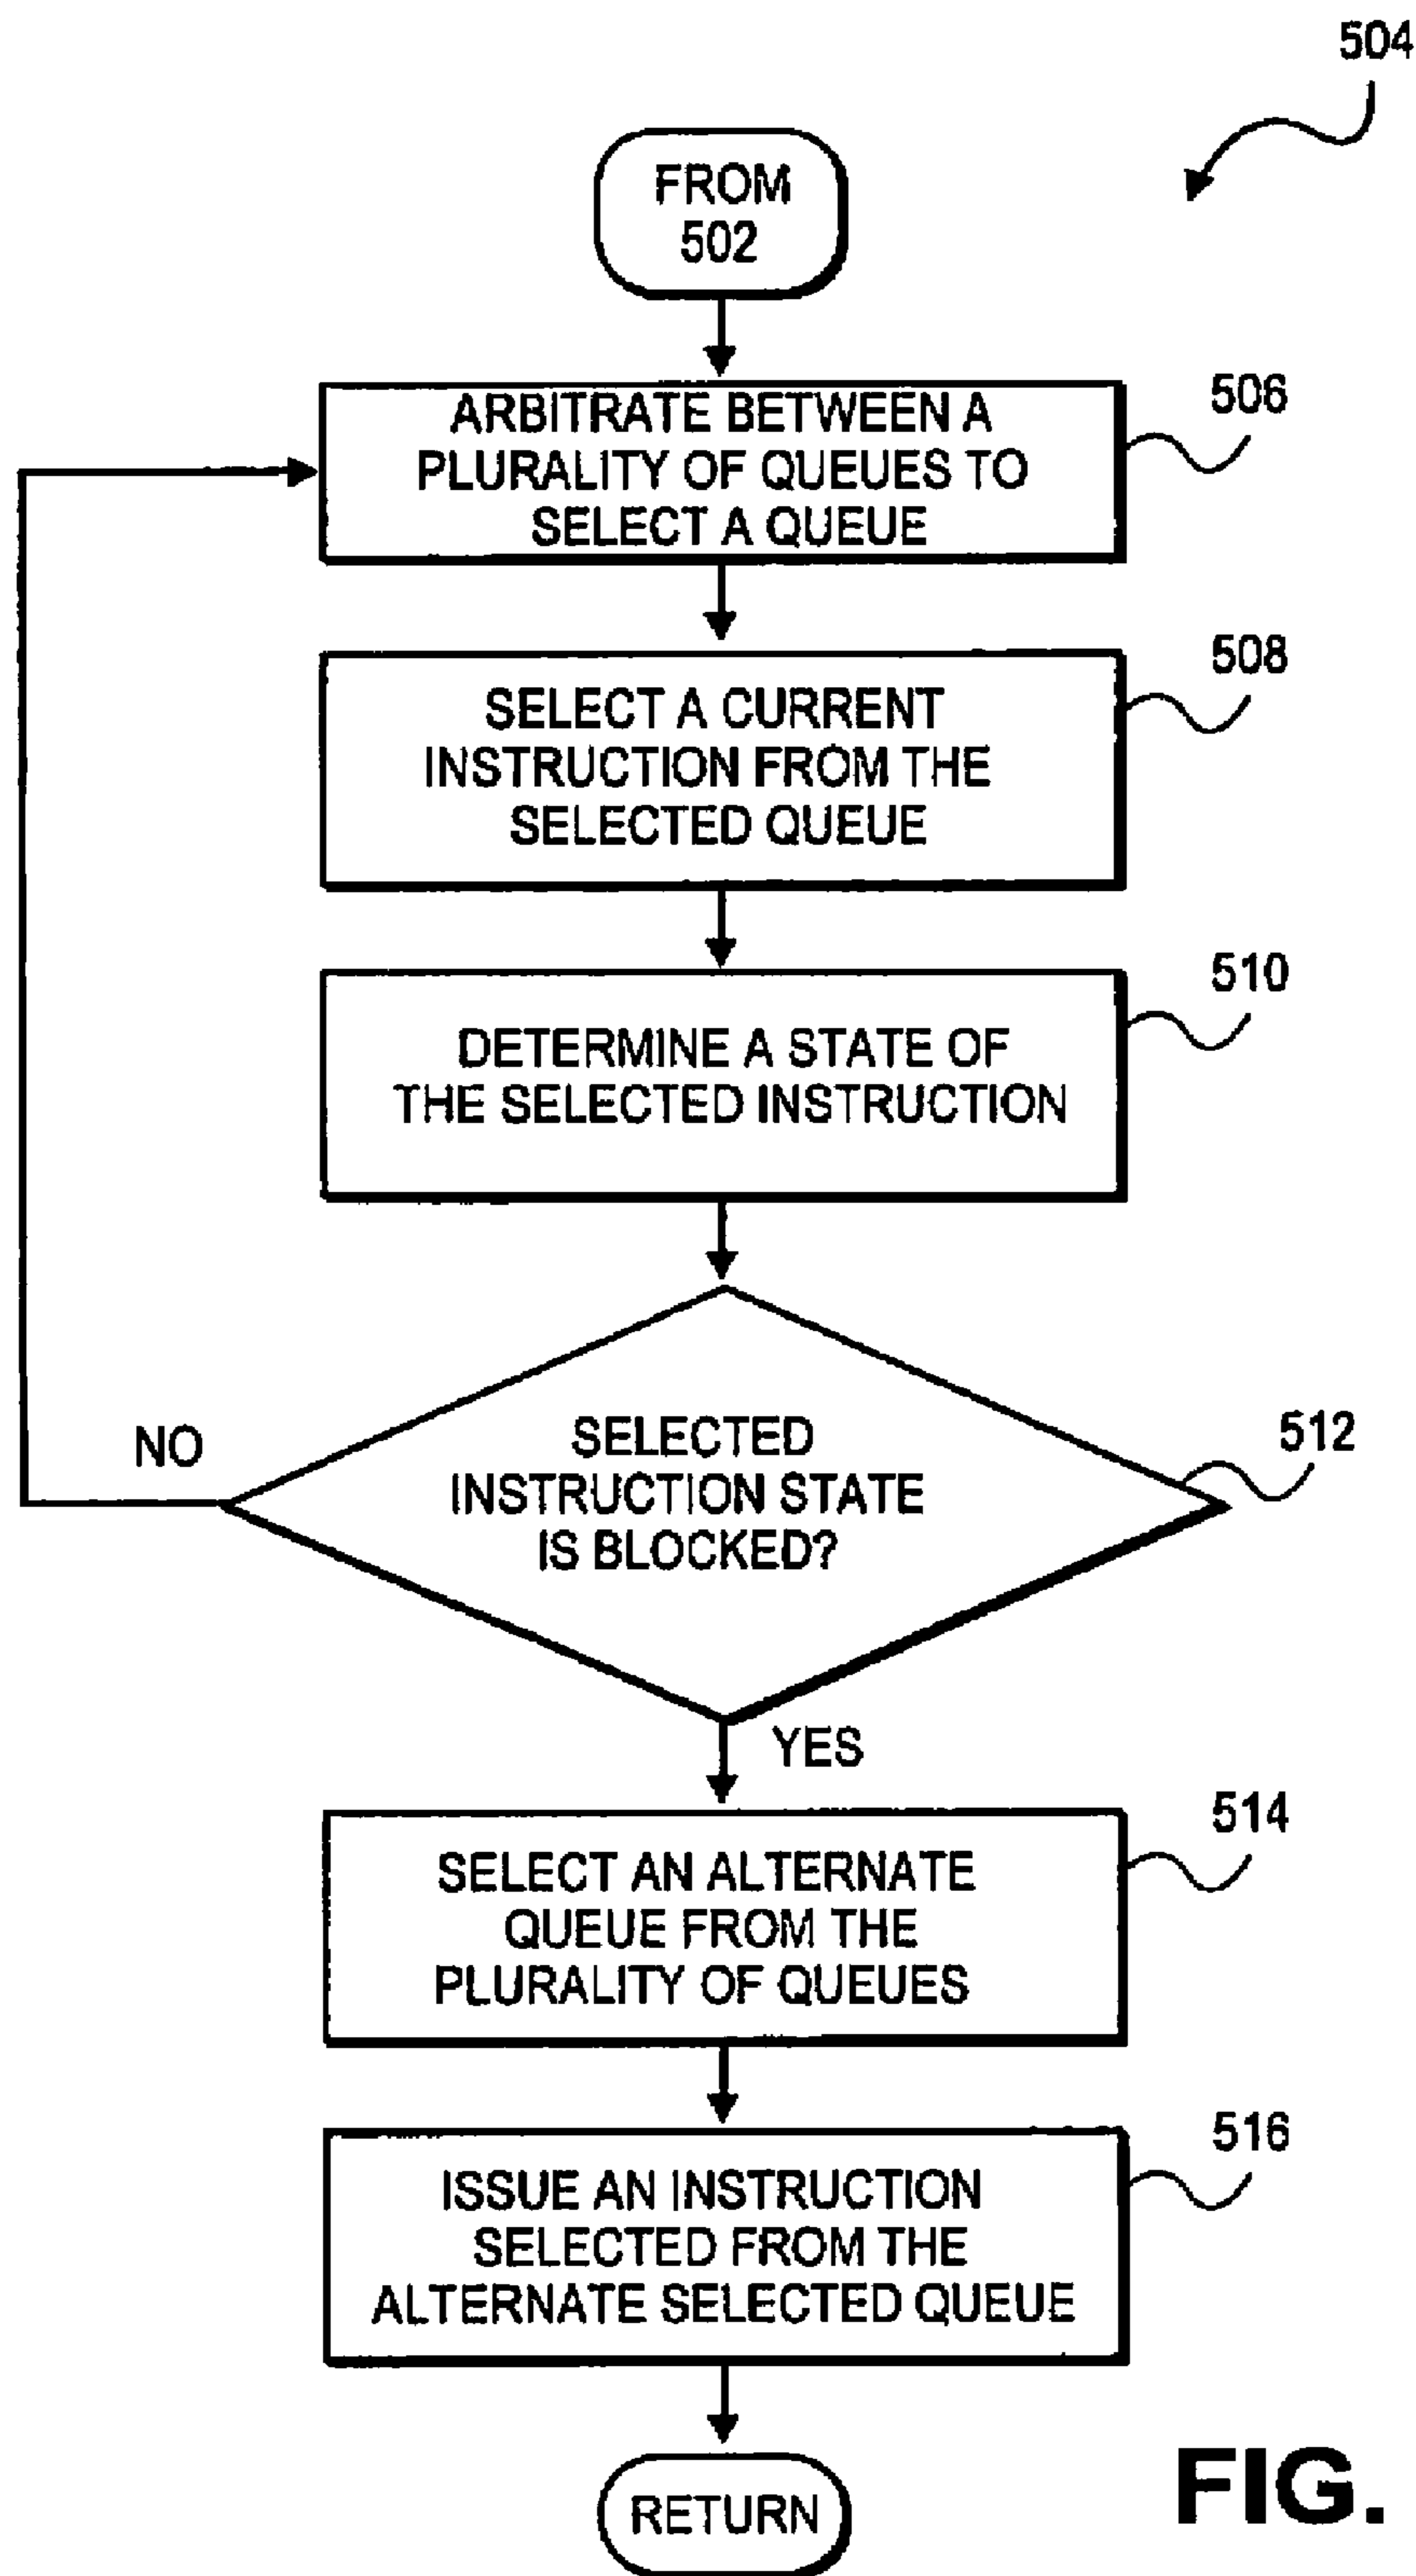 504
FROM
502
ARBITRATE BETWEEN A
PLURALITY OF QUEUES TO
SELECT A QUEUE
506
SELECT A CURRENT
INSTRUCTION FROM THE
SELECTED QUEUE
508
DETERMINE A STATE OF
THE SELECTED INSTRUCTION
510
SELECTED
INSTRUCTION STATE
IS BLOCKED?
512
NO
YES
SELECT AN ALTERNATE
QUEUE FROM THE
PLURALITY OF QUEUES
514
ISSUE AN INSTRUCTION
SELECTED FROM THE
ALTERNATE SELECTED QUEUE
516
RETURN
FIG.